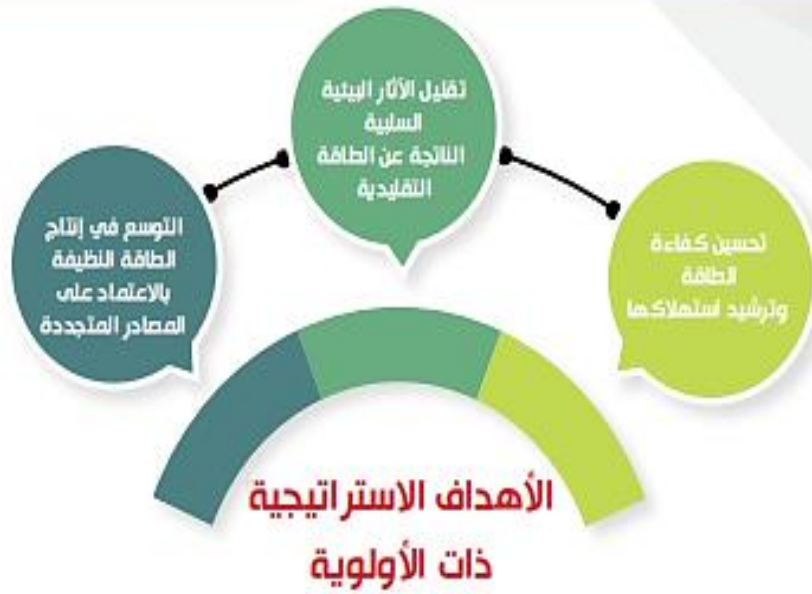 تحسين كفاءة
الطاقة
وترشيد استهلاكها
تقليل الآثار البيئية
السلبية
الناتجة عن الطاقة
التقليدية
التوسع في إنتاج
الطاقة النظيفة
بالاعتماد على
المصادر المتجددة
الأهداف الاستراتيجية
ذات الأولوية